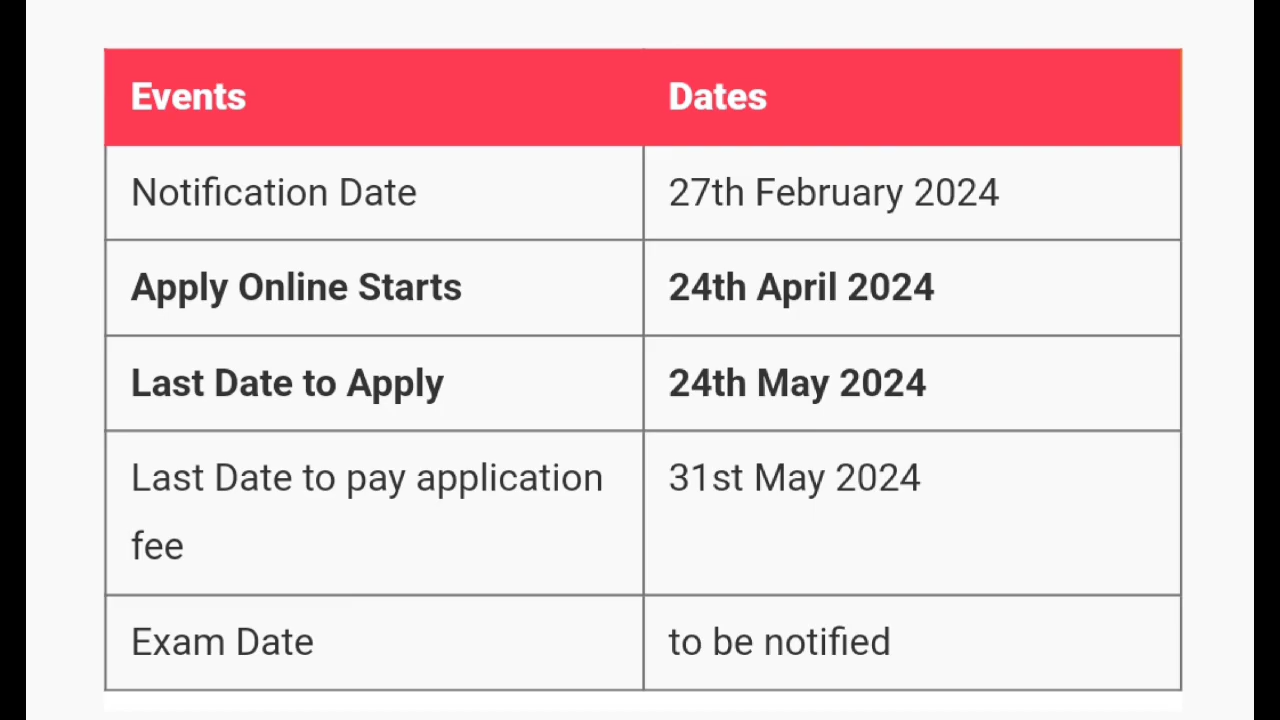 Events Dates
Notification Date 27th February 2024
Apply Online Starts 24th April 2024
Last Date to Apply 24th May 2024
Last Date to pay application 31st May 2024
fee
Exam Date to be notified